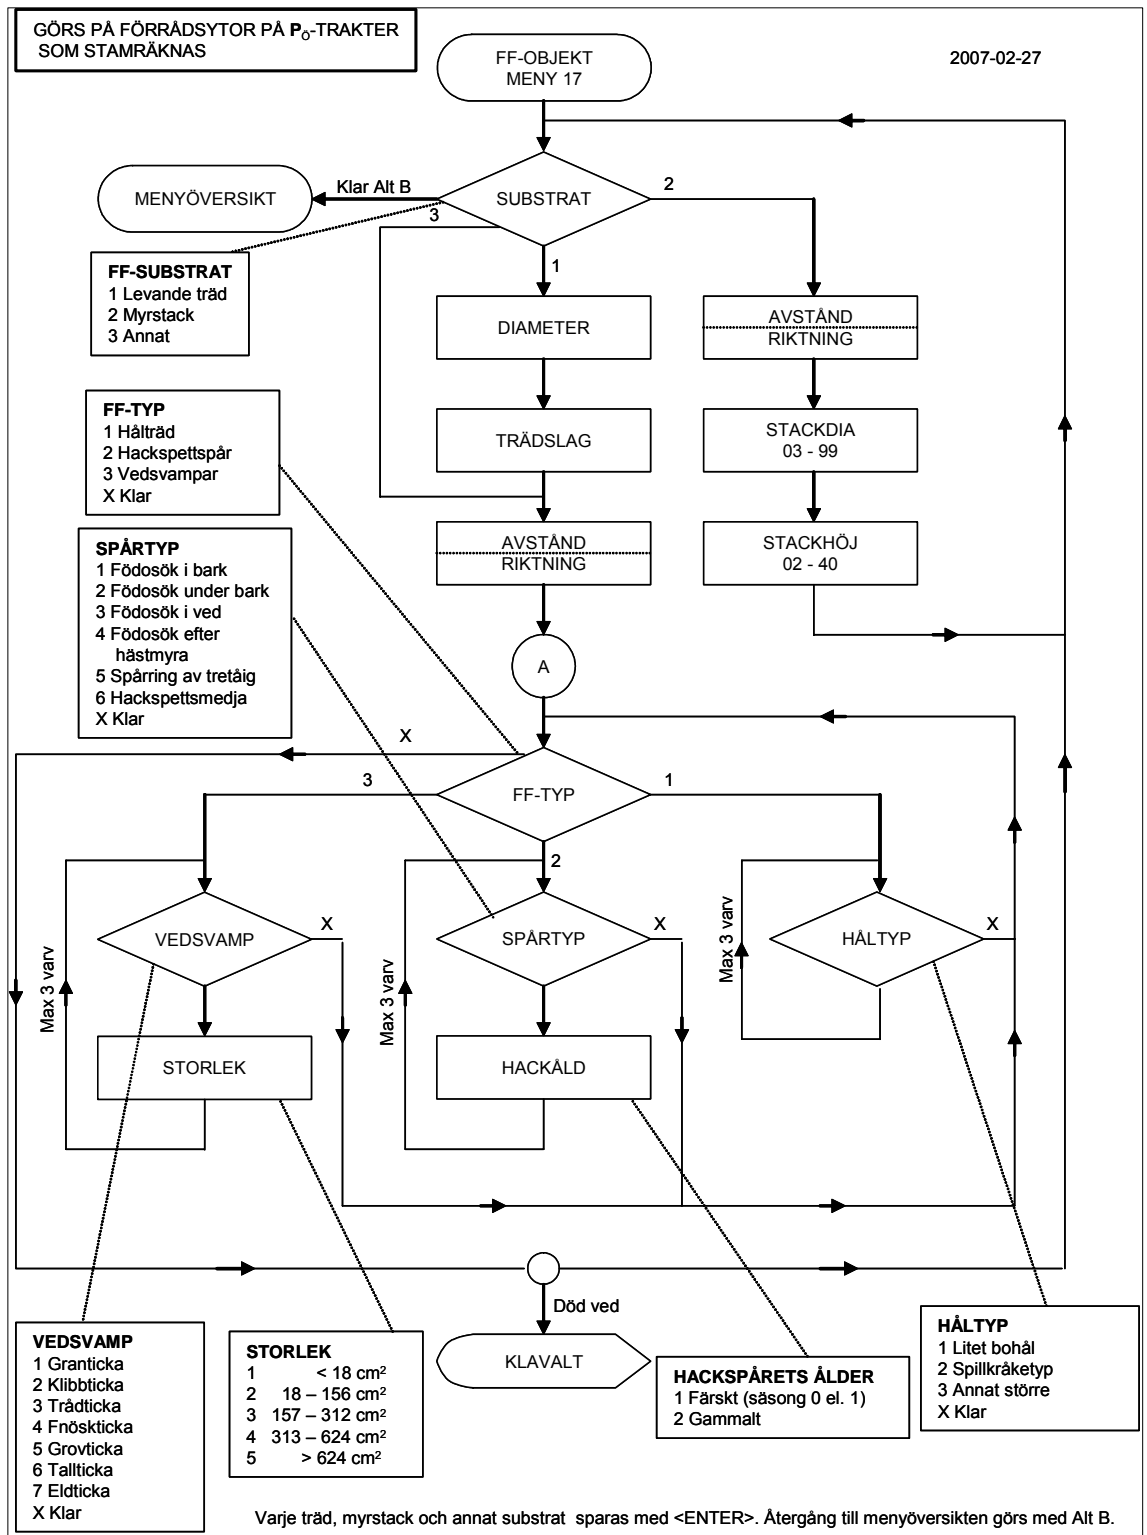 GÖRS PÅ FÖRRÅDSYTOR PÅ PÖ-TRAKTER
SOM STAMRÄKNAS
FF-OBJEKT
MENY 17
2007-02-27
MENYÖVERSIKT
Klar Alt B
SUBSTRAT
2
3
1
FF-SUBSTRAT
1 Levande träd
2 Myrstack
3 Annat
DIAMETER
AVSTÅND
RIKTNING
FF-TYP
1 Hålträd
2 Hackspettspår
3 Vedsvampar
X Klar
TRÄDSLAG
STACKDIA
03 - 99
SPÅRTYP
1 Födosök i bark
2 Födosök under bark
3 Födosök i ved
4 Födosök efter
hästmyra
5 Spårring av tretåig
6 Hackspettsmedja
X Klar
AVSTÅND
RIKTNING
STACKHÖJ
02 - 40
A
X
3
FF-TYP
1
2
Max 3 varv
VEDSVAMP
X
Max 3 varv
SPÅRTYP
X
Max 3 varv
HÅLTYP
X
STORLEK
HACKÅLD
Död ved
KLAVALT
VEDSVAMP
1 Granticka
2 Klibbticka
3 Trådticka
4 Fnöskticka
5 Grovticka
6 Tallticka
7 Eldticka
X Klar
STORLEK
1 < 18 cm²
2 18 – 156 cm²
3 157 – 312 cm²
4 313 – 624 cm²
5 > 624 cm²
HACKSPÅRETS ÅLDER
1 Färskt (säsong 0 el. 1)
2 Gammalt
HÅLTYP
1 Litet bohål
2 Spillkråketyp
3 Annat större
X Klar
Varje träd, myrstack och annat substrat sparas med <ENTER>. Återgång till menyöversikten görs med Alt B.